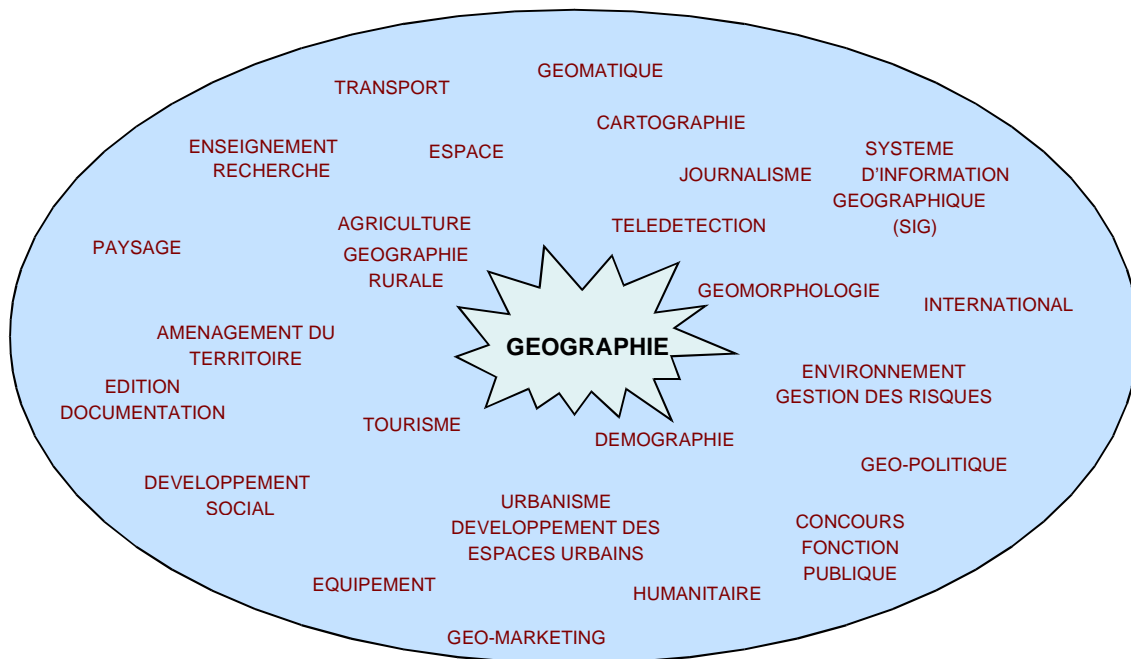 GEOMATIQUE
TRANSPORT
CARTOGRAPHIE
ENSEIGNEMENT
RECHERCHE
ESPACE
SYSTEME
D'INFORMATION
GEOGRAPHIQUE
(SIG)
JOURNALISME
AGRICULTURE
TELEDETECTION
PAYSAGE
GEOGRAPHIE
RURALE
GEOMORPHOLOGIE
INTERNATIONAL
AMENAGEMENT DU
TERRITOIRE
GEOGRAPHIE
ENVIRONNEMENT
GESTION DES RISQUES
EDITION
DOCUMENTATION
TOURISME
DEMOGRAPHIE
GEO-POLITIQUE
DEVELOPPEMENT
SOCIAL
URBANISME
DEVELOPPEMENT DES
ESPACES URBAINS
CONCOURS
FONCTION
PUBLIQUE
EQUIPEMENT
HUMANITAIRE
GEO-MARKETING